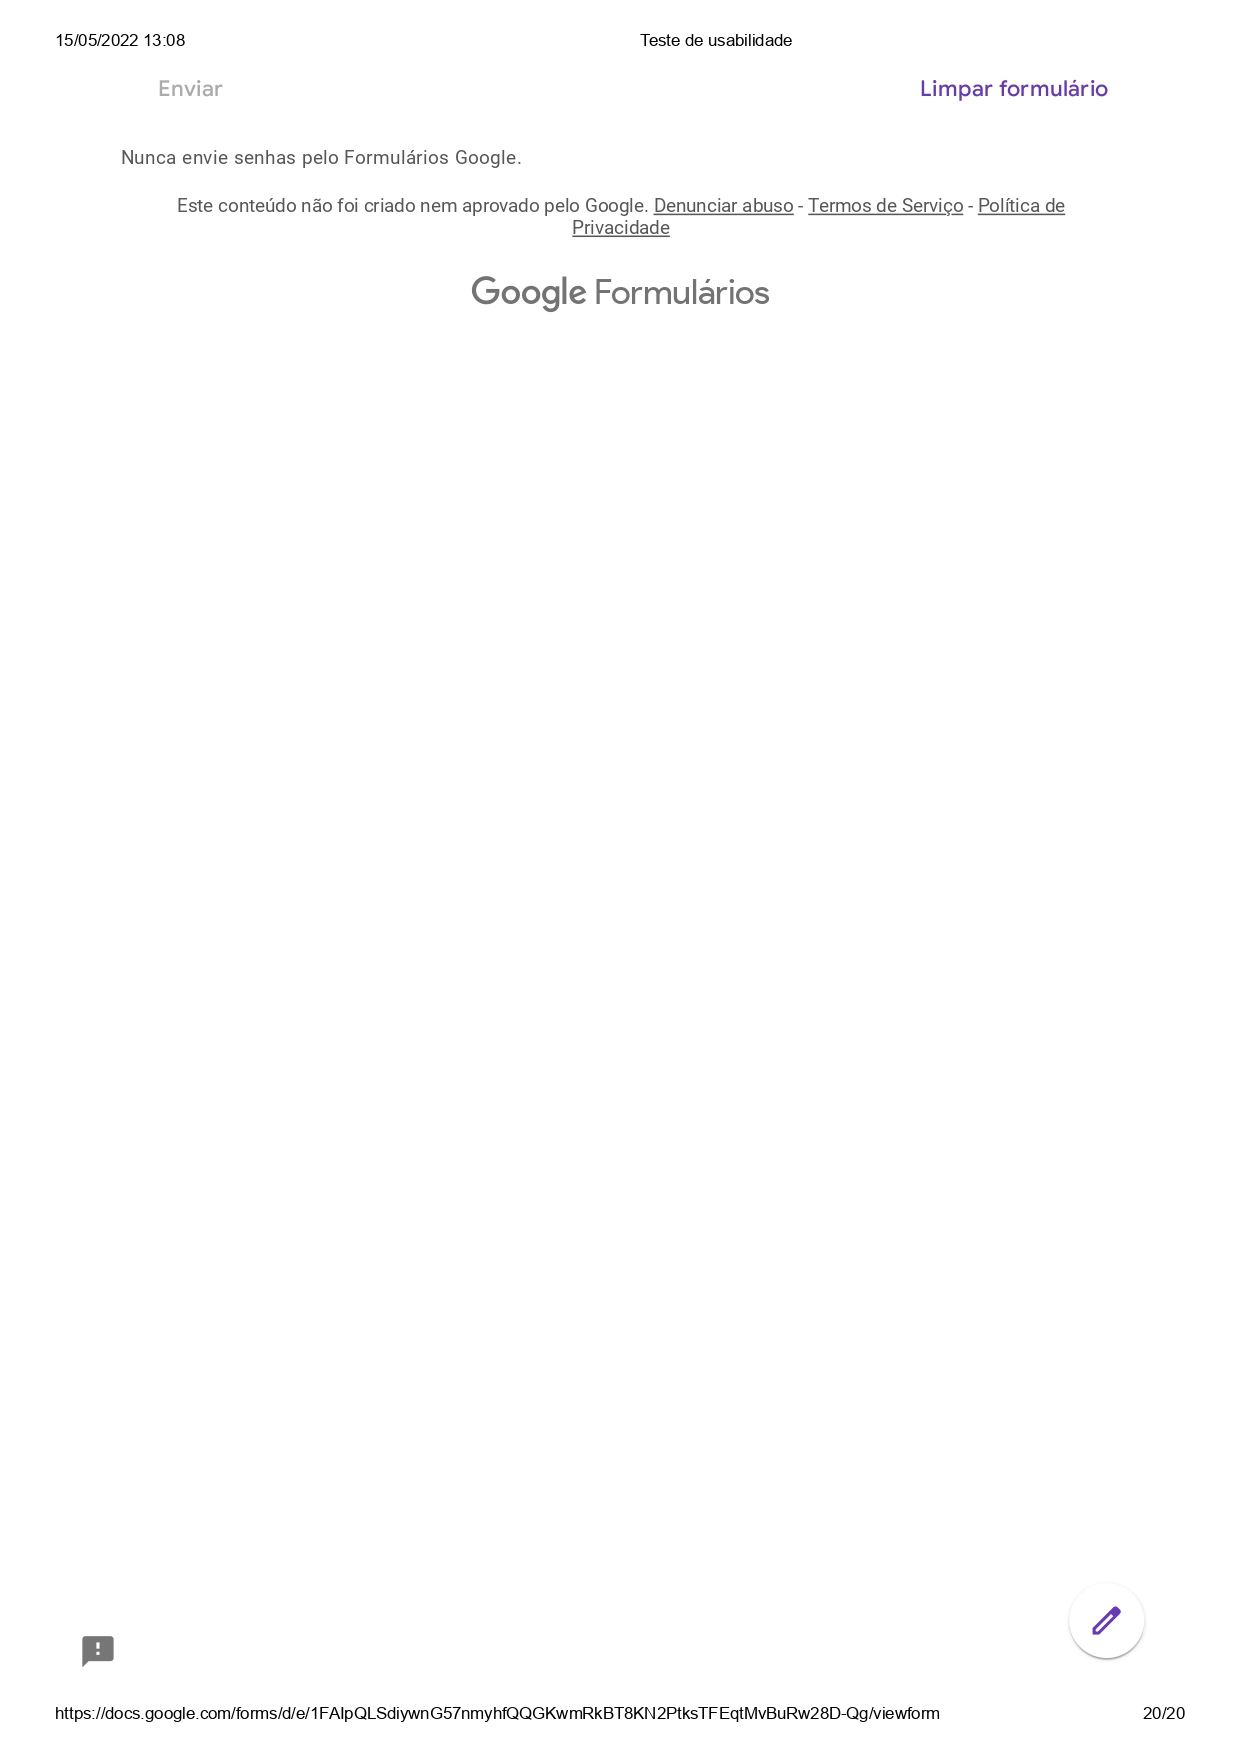 15/05/2022 13:08 Teste de usabilidade
Enviar Limpar formulário
Nunca envie senhas pelo Formulários Google.
Este conteúdo não foi criado nem aprovado pelo Google. Denunciar abuso - Termos de Serviço - Política de
Privacidade
Google Formulários
https://docs.google.com/forms/d/e/1FAIpQLSdiywnG57nmyhfQQGKwmRkBT8KN2PtksTFEqtMvBuRw28D-Qg/viewform 20/20